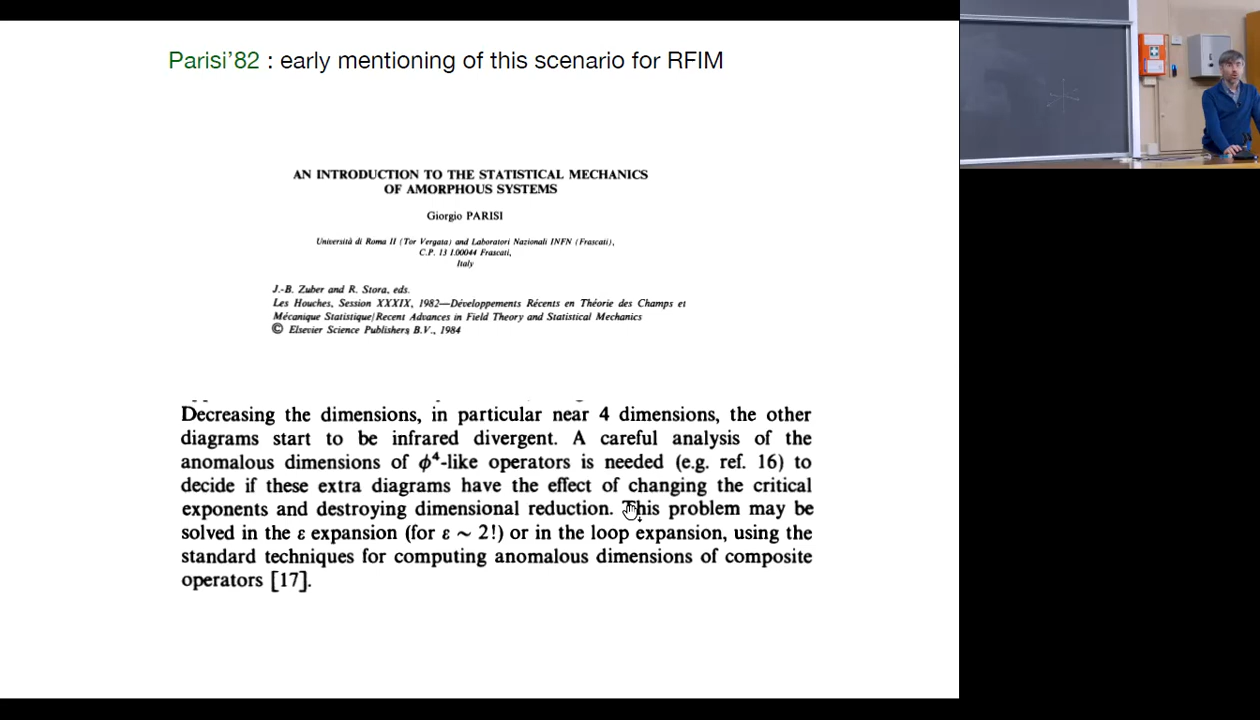 Parisi'82 : early mentioning of this scenario for RFIM
AN INTRODUCTION TO THE STATISTICAL MECHANICS
OF AMORPHOUS SYSTEMS
Giorgio PARISI
Università di Roma II (Tor Vergata) and Laboratori Nazionali INFN (Frascati),
C.P. 13 I.00044 Frascati,
Italy
J.-B. Zuber and R. Stora, eds.
Les Houches, Session XXXIX, 1982—Développements Récents en Théorie des Champs et
Mécanique Statistique/Recent Advances in Field Theory and Statistical Mechanics
© Elsevier Science Publishers B.V., 1984
Decreasing the dimensions, in particular near 4 dimensions, the other
diagrams start to be infrared divergent. A careful analysis of the
anomalous dimensions of ϕ⁴-like operators is needed (e.g. ref. 16) to
decide if these extra diagrams have the effect of changing the critical
exponents and destroying dimensional reduction. This problem may be
solved in the ε expansion (for ε ~ 2!) or in the loop expansion, using the
standard techniques for computing anomalous dimensions of composite
operators [17].